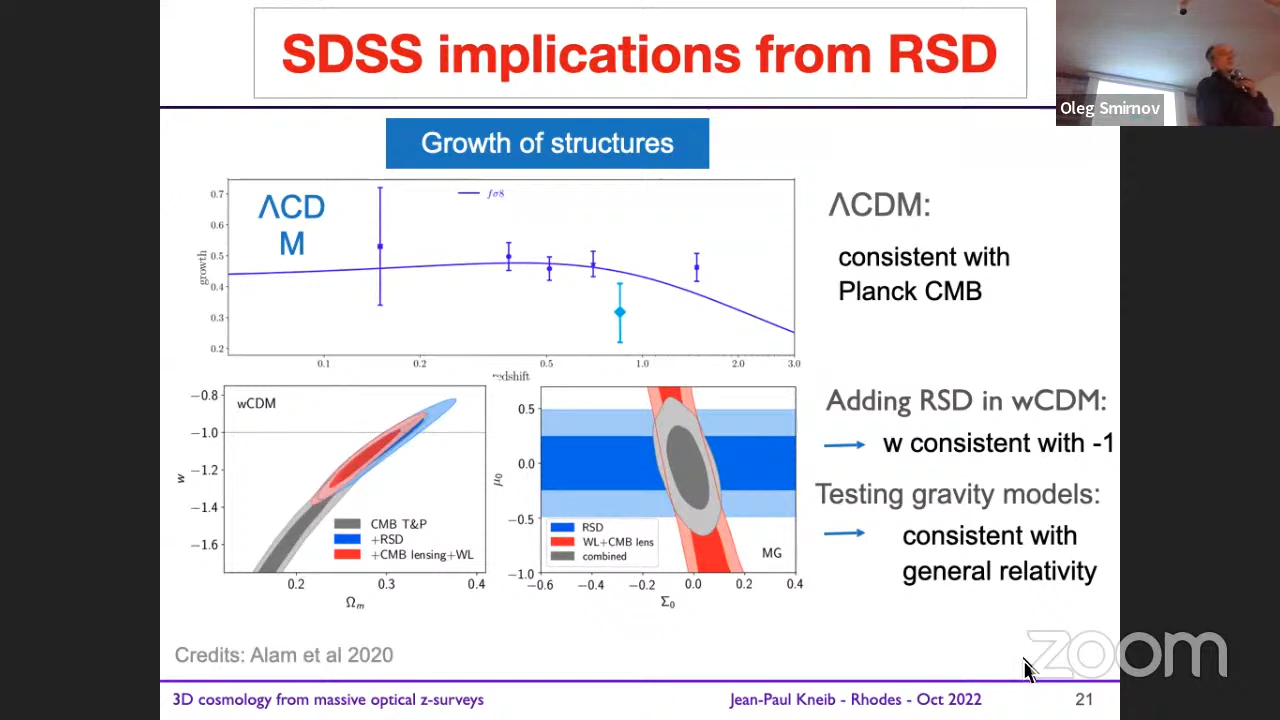 SDSS implications from RSD
Oleg Smirnov
Growth of structures
ΛCD
M
fσ8
growth
0.7
0.6
0.5
0.4
0.3
0.2
0.1
0.2
0.5
1.0
2.0
3.0
redshift
ΛCDM:
consistent with
Planck CMB
wCDM
w
−0.8
−1.0
−1.2
−1.4
−1.6
CMB T&P
+RSD
+CMB lensing+WL
0.2
0.3
0.4
Ωm
μ0
0.5
0.0
−0.5
−1.0
RSD
WL+CMB lens
combined
MG
−0.6
−0.4
−0.2
0.0
0.2
0.4
Σ0
Adding RSD in wCDM:
w consistent with -1
Testing gravity models:
consistent with
general relativity
Credits: Alam et al 2020
zoom
3D cosmology from massive optical z-surveys
Jean-Paul Kneib - Rhodes - Oct 2022
21